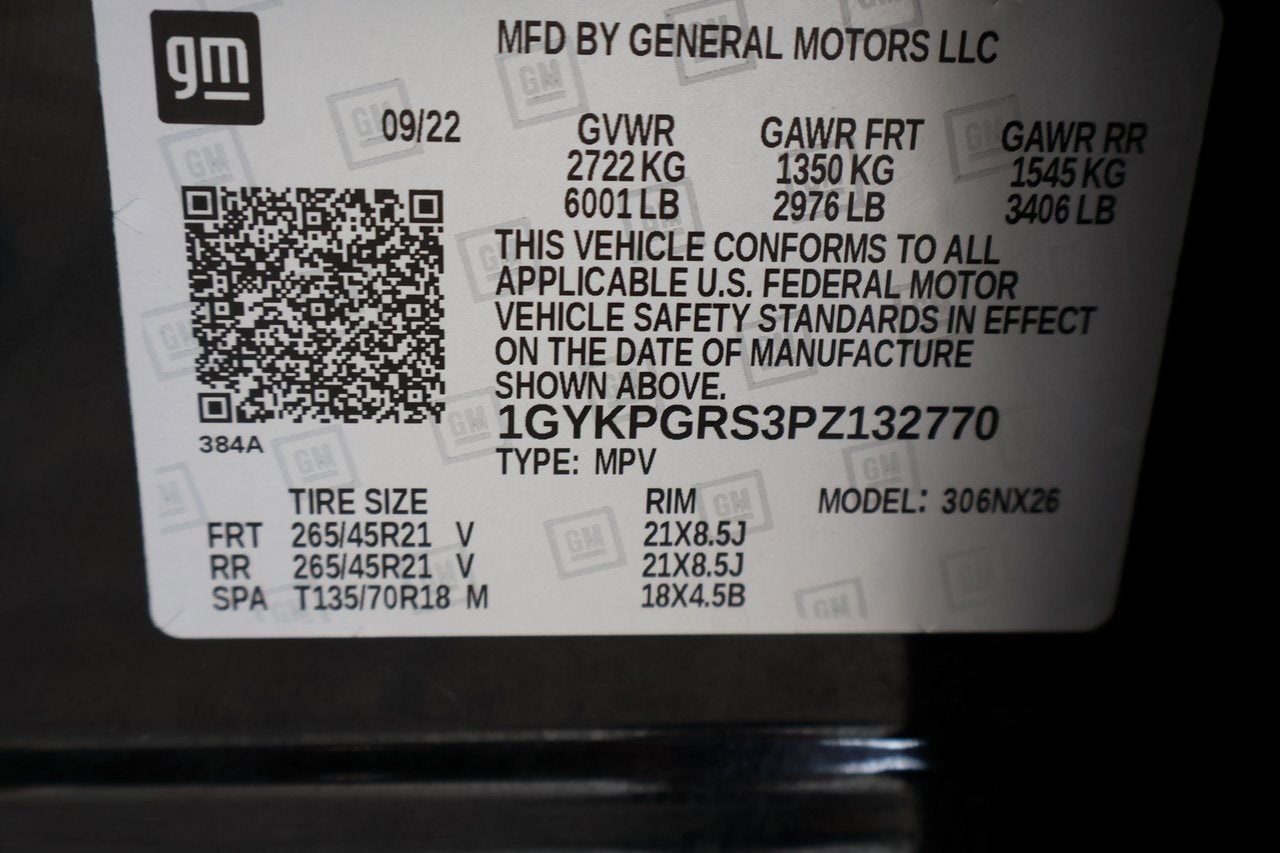 gm
MFD BY GENERAL MOTORS LLC
09/22
GVWR GAWR FRT GAWR RR
2722 KG 1350 KG 1545 KG
6001 LB 2976 LB 3406 LB
THIS VEHICLE CONFORMS TO ALL
APPLICABLE U.S. FEDERAL MOTOR
VEHICLE SAFETY STANDARDS IN EFFECT
ON THE DATE OF MANUFACTURE
SHOWN ABOVE.
1GYKPGRS3PZ132770
384A
TYPE: MPV
TIRE SIZE RIM MODEL: 306NX26
FRT 265/45R21 V 21X8.5J
RR 265/45R21 V 21X8.5J
SPA T135/70R18 M 18X4.5B